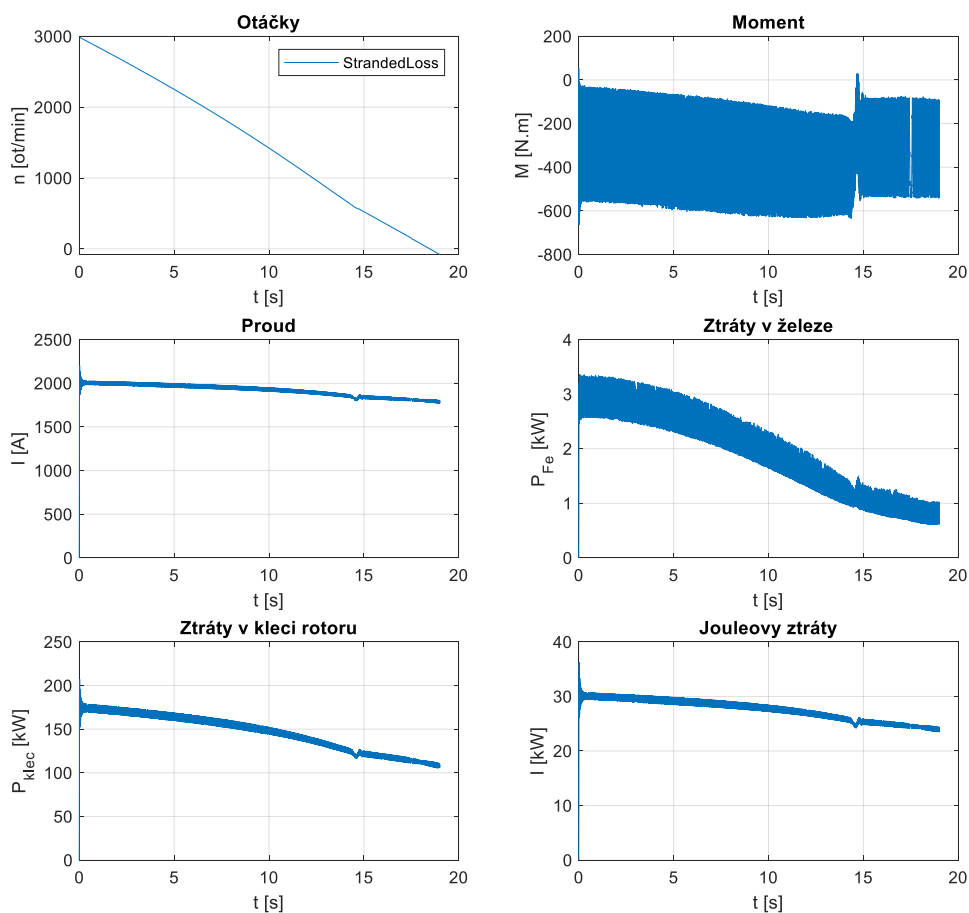 Otáčky
3000
2000
1000
0
n [ot/min]
StrandedLoss
0 5 10 15 20
t [s]
Moment
200
0
-200
-400
-600
-800
M [N.m]
0 5 10 15 20
t [s]
Proud
2500
2000
1500
1000
500
0
I [A]
0 5 10 15 20
t [s]
Ztráty v železe
4
3
2
1
0
P_Fe [kW]
0 5 10 15 20
t [s]
Ztráty v kleci rotoru
250
200
150
100
50
0
P_klec [kW]
0 5 10 15 20
t [s]
Jouleovy ztráty
40
30
20
10
0
I [kW]
0 5 10 15 20
t [s]